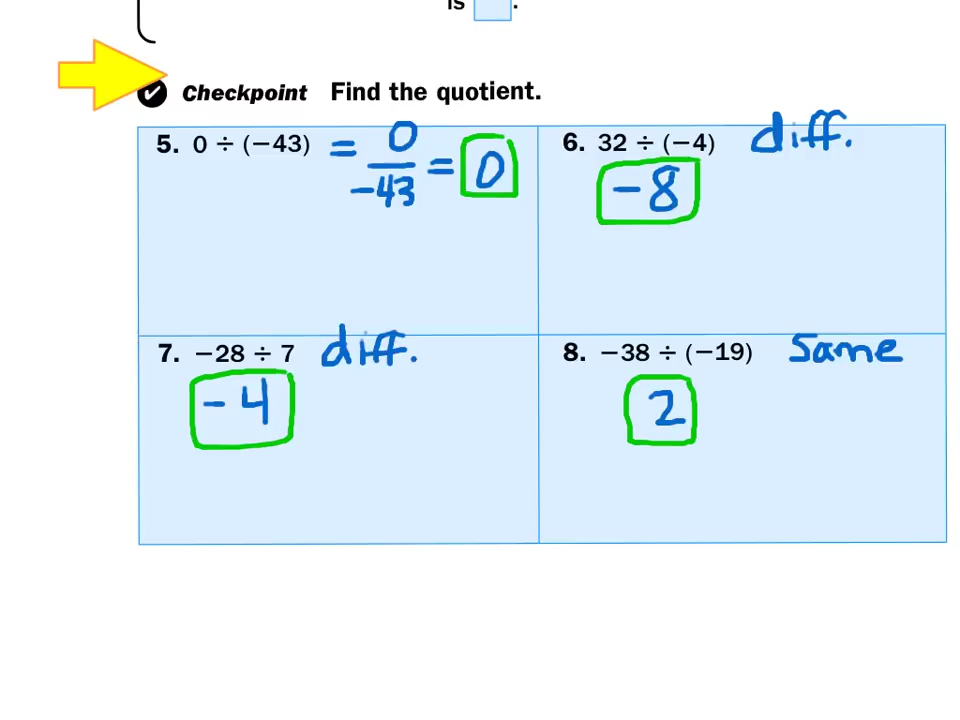 is .
Checkpoint Find the quotient.
5. 0 ÷ (−43) = 0/−43 = 0
6. 32 ÷ (−4) diff.
−8
7. −28 ÷ 7 diff.
−4
8. −38 ÷ (−19) same
2